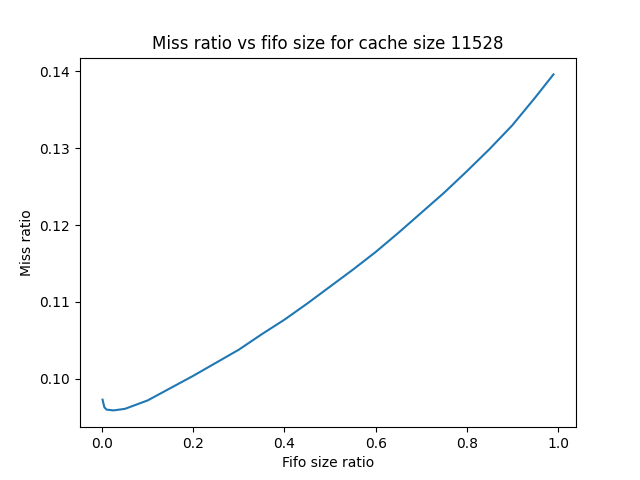 Miss ratio vs fifo size for cache size 11528
0.14
0.13
0.12
0.11
0.10
Miss ratio
0.0 0.2 0.4 0.6 0.8 1.0
Fifo size ratio